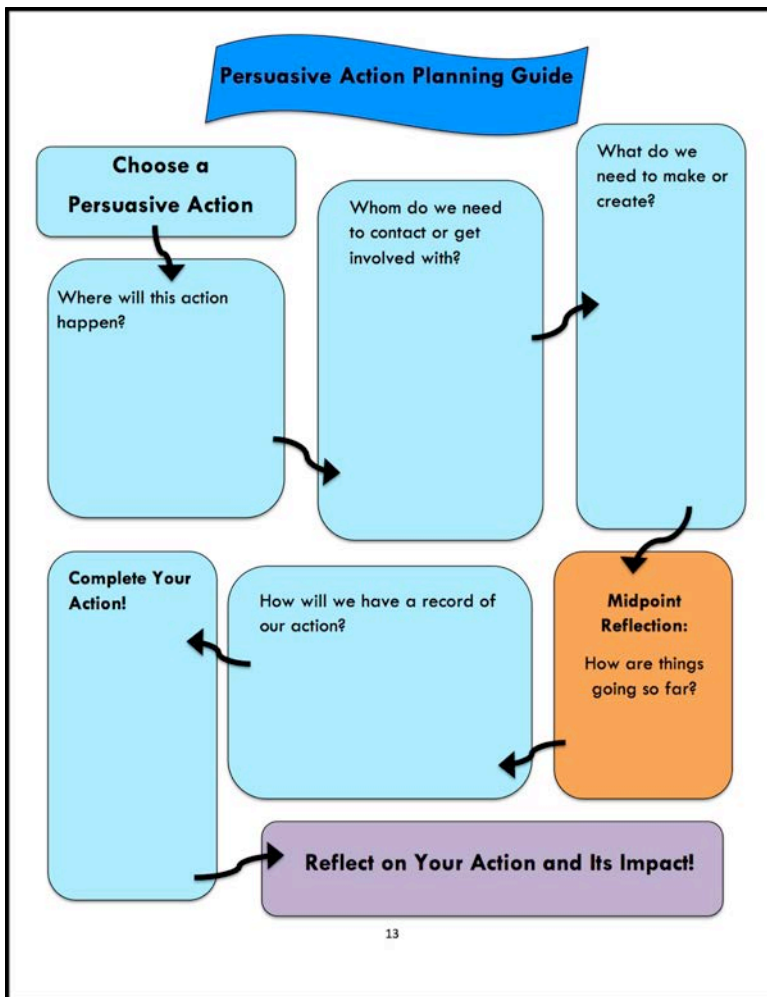 Persuasive Action Planning Guide
Choose a
Persuasive Action
Where will this action
happen?
Whom do we need
to contact or get
involved with?
What do we
need to make or
create?
Midpoint
Reflection:
How are things
going so far?
How will we have a record of
our action?
Complete Your
Action!
Reflect on Your Action and Its Impact!
13